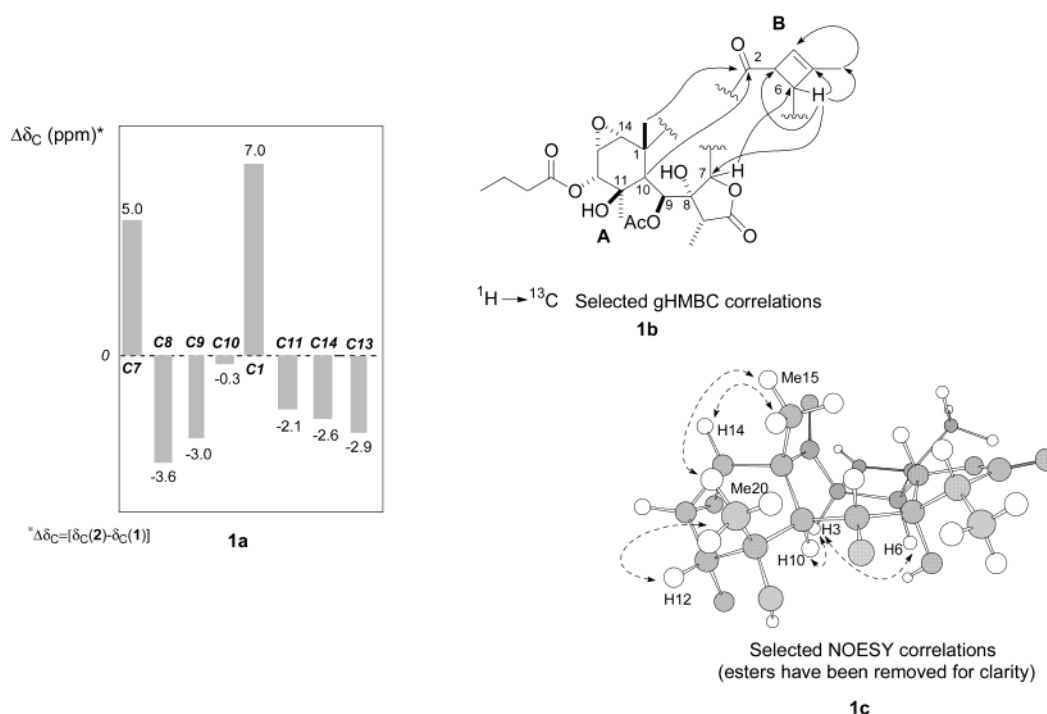 Δδ_C (ppm)*
7.0
5.0
C8 C9 C10 C11 C14 C13
0
C7 C1
-0.3
-2.1
-2.6
-2.9
-3.0
-3.6
*Δδ_C=[δ_C(2)-δ_C(1)]
1a
B
O
2
6 H
O 14
O
1
7 H
HO
O
11 10 8 O
HO 9
AcO O
A
¹H → ¹³C Selected gHMBC correlations
1b
Me15
H14
Me20
H3
H6
H10
H12
Selected NOESY correlations
(esters have been removed for clarity)
1c